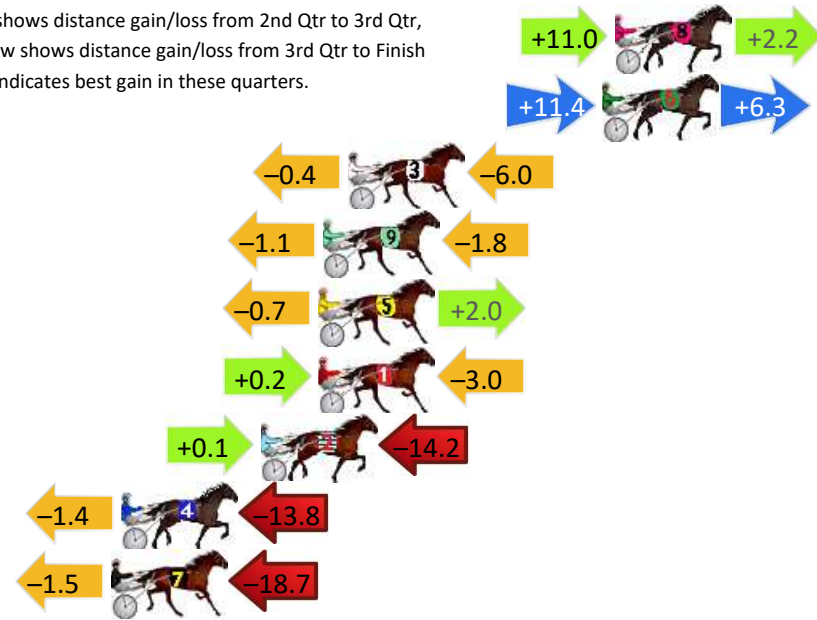 shows distance gain/loss from 2nd Qtr to 3rd Qtr,
w shows distance gain/loss from 3rd Qtr to Finish
ndicates best gain in these quarters.
+11.0 8 +2.2
+11.4 6 +6.3
–0.4 3 –6.0
–1.1 9 –1.8
–0.7 5 +2.0
+0.2 1 –3.0
+0.1 2 –14.2
–1.4 4 –13.8
–1.5 7 –18.7